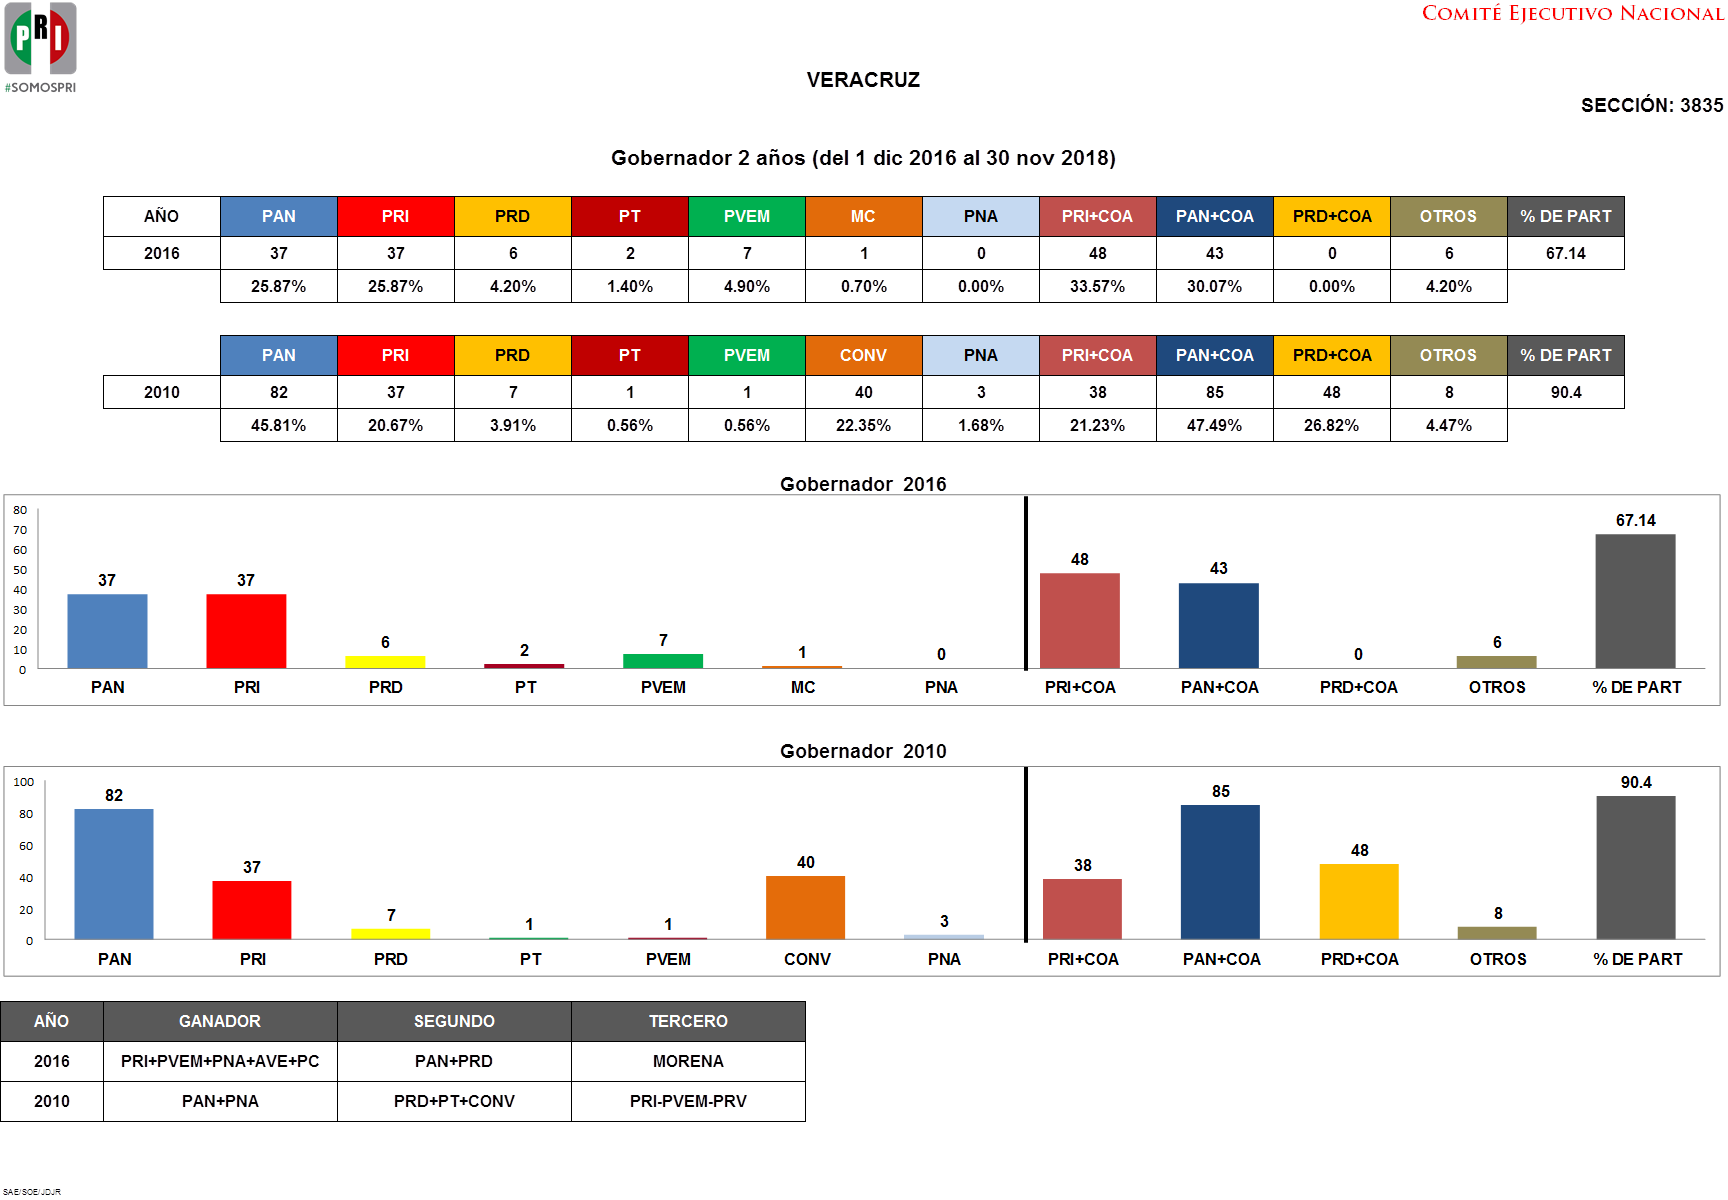 PRI
#SOMOSPRI
COMITÉ EJECUTIVO NACIONAL
VERACRUZ
SECCIÓN: 3835
Gobernador 2 años (del 1 dic 2016 al 30 nov 2018)
AÑO PAN PRI PRD PT PVEM MC PNA PRI+COA PAN+COA PRD+COA OTROS % DE PART
2016 37 37 6 2 7 1 0 48 43 0 6 67.14
25.87% 25.87% 4.20% 1.40% 4.90% 0.70% 0.00% 33.57% 30.07% 0.00% 4.20%
PAN PRI PRD PT PVEM CONV PNA PRI+COA PAN+COA PRD+COA OTROS % DE PART
2010 82 37 7 1 1 40 3 38 85 48 8 90.4
45.81% 20.67% 3.91% 0.56% 0.56% 22.35% 1.68% 21.23% 47.49% 26.82% 4.47%
Gobernador 2016
80
70
60
50
40
30
20
10
0
37 37 6 2 7 1 0 48 43 0 6 67.14
PAN PRI PRD PT PVEM MC PNA PRI+COA PAN+COA PRD+COA OTROS % DE PART
Gobernador 2010
100
80
60
40
20
0
82 37 7 1 1 40 3 38 85 48 8 90.4
PAN PRI PRD PT PVEM CONV PNA PRI+COA PAN+COA PRD+COA OTROS % DE PART
AÑO GANADOR SEGUNDO TERCERO
2016 PRI+PVEM+PNA+AVE+PC PAN+PRD MORENA
2010 PAN+PNA PRD+PT+CONV PRI-PVEM-PRV
SAE/SOE/JDJR